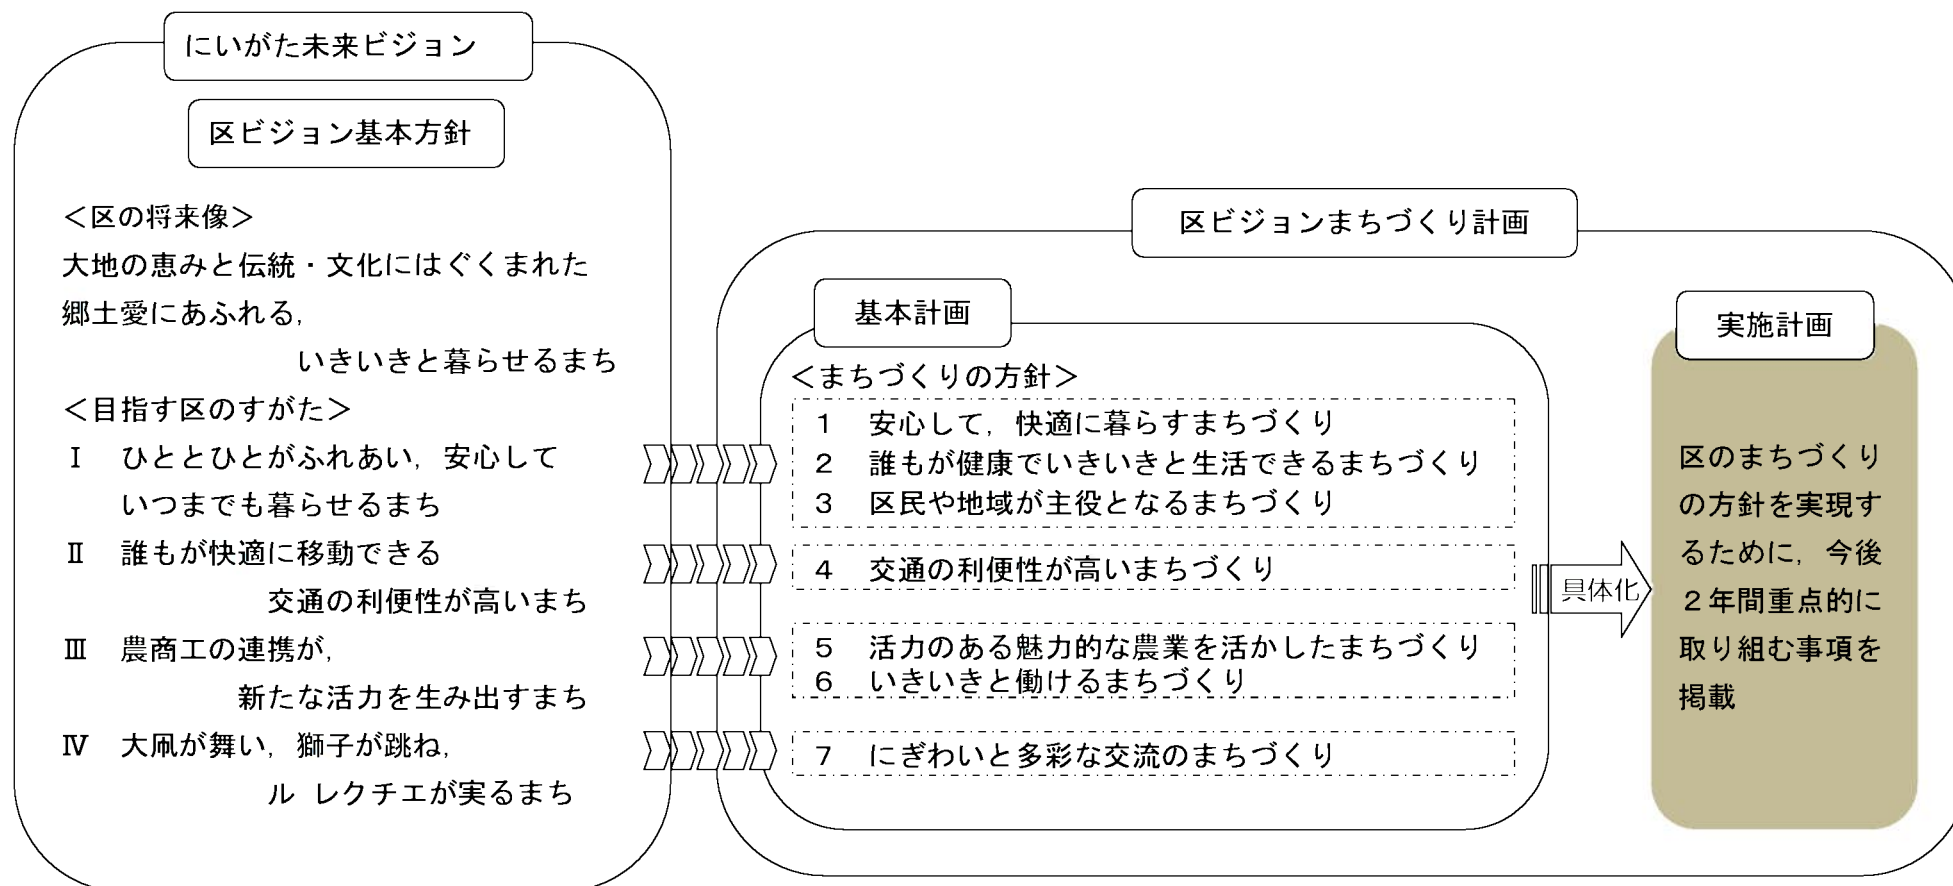 にいがた未来ビジョン
区ビジョン基本方針
＜区の将来像＞
大地の恵みと伝統・文化にはぐくまれた
郷土愛にあふれる，
いきいきと暮らせるまち
＜目指す区のすがた＞
Ⅰ　ひととひとがふれあい，安心して
いつまでも暮らせるまち
Ⅱ　誰もが快適に移動できる
交通の利便性が高いまち
Ⅲ　農商工の連携が，
新たな活力を生み出すまち
Ⅳ　大凧が舞い，獅子が跳ね，
ル レクチエが実るまち
区ビジョンまちづくり計画
基本計画
＜まちづくりの方針＞
１　安心して，快適に暮らすまちづくり
２　誰もが健康でいきいきと生活できるまちづくり
３　区民や地域が主役となるまちづくり
４　交通の利便性が高いまちづくり
５　活力のある魅力的な農業を活かしたまちづくり
６　いきいきと働けるまちづくり
７　にぎわいと多彩な交流のまちづくり
具体化
実施計画
区のまちづくり
の方針を実現す
るために，今後
２年間重点的に
取り組む事項を
掲載